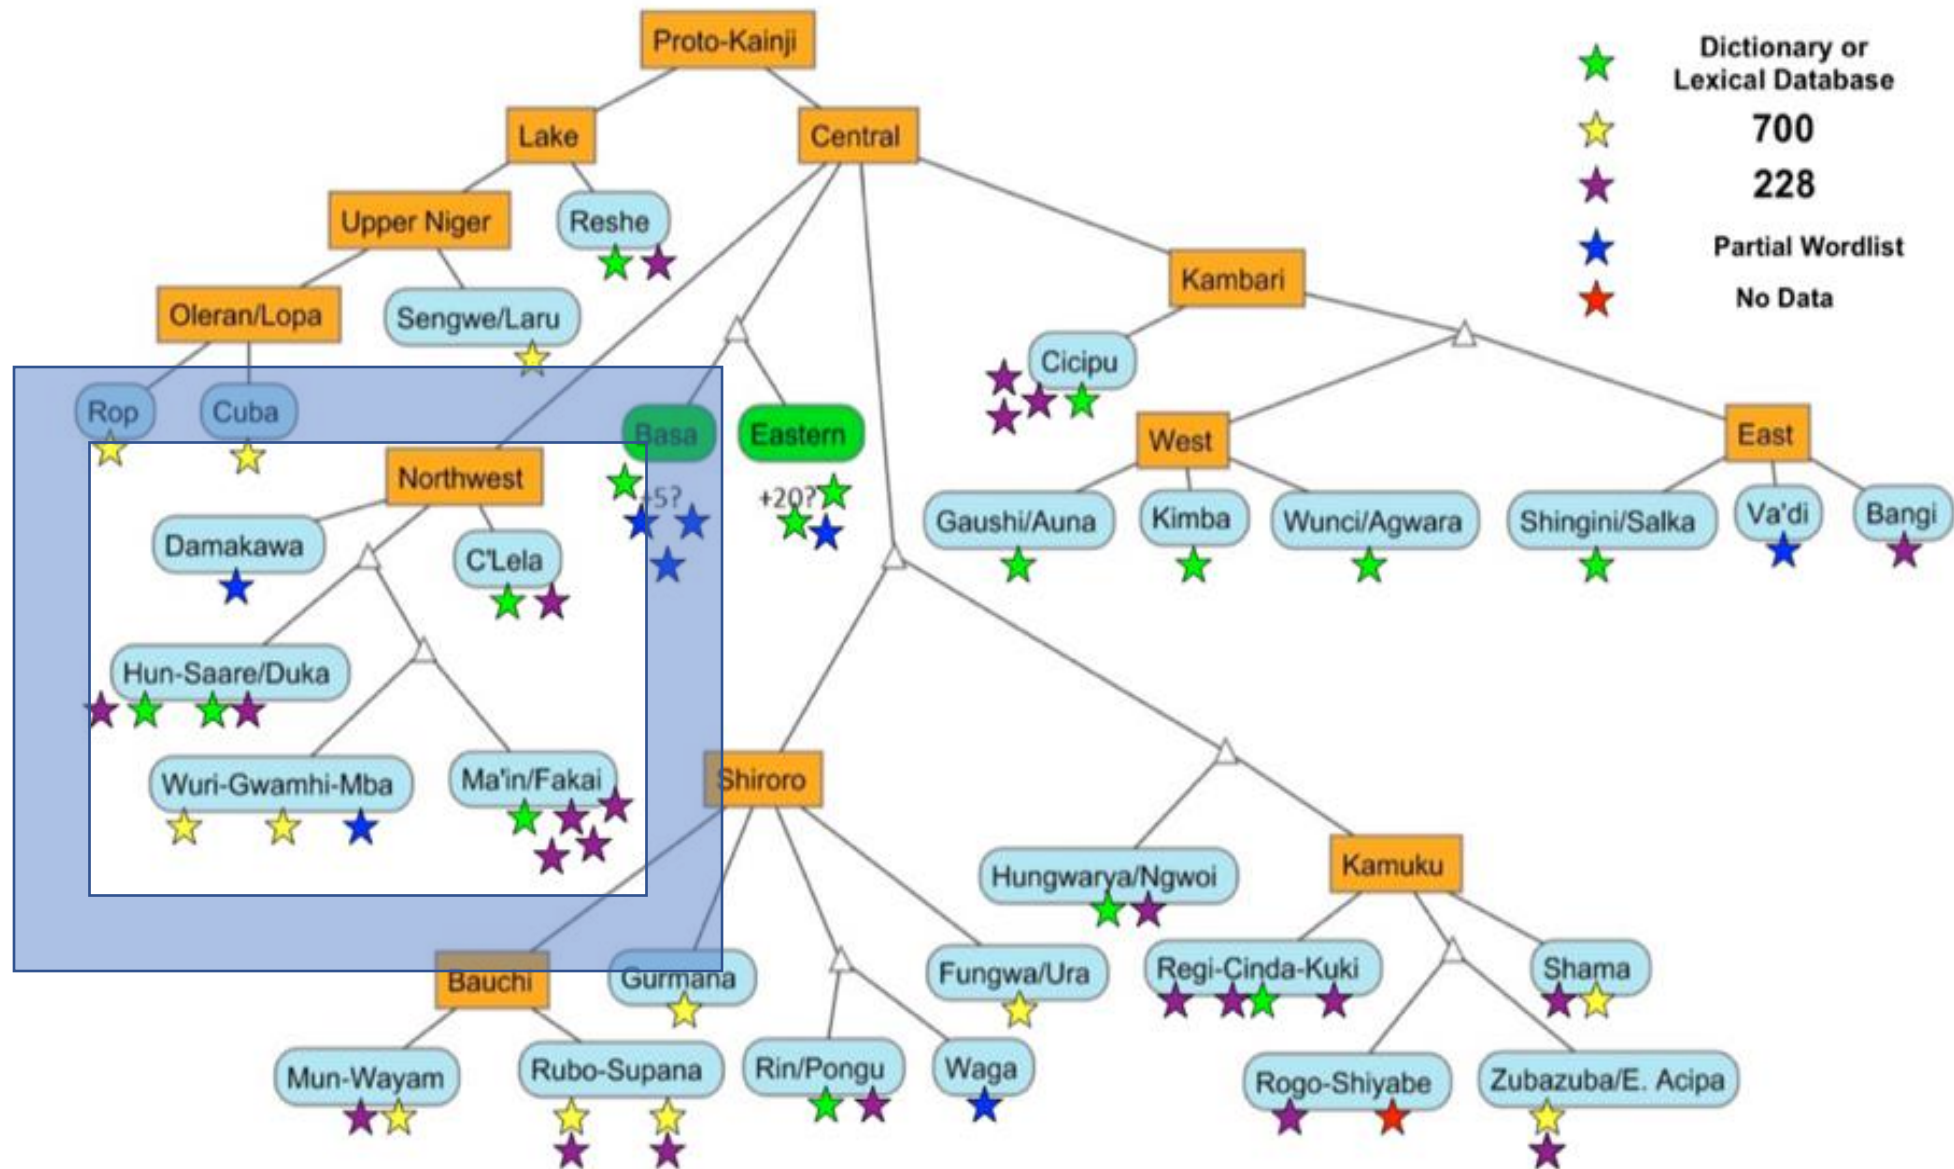 Proto-Kainji
Dictionary or
Lexical Database
700
228
Partial Wordlist
No Data
Lake
Central
Upper Niger
Reshe
Oleran/Lopa
Sengwe/Laru
Kambari
Cicipu
Rop
Cuba
Basa
Eastern
West
East
Northwest
+5?
+20?
Gaushi/Auna
Kimba
Wunci/Agwara
Shingini/Salka
Va'di
Bangi
Damakawa
C'Lela
Hun-Saare/Duka
Wuri-Gwamhi-Mba
Ma'in/Fakai
Shiroro
Hungwarya/Ngwoi
Kamuku
Bauchi
Gurmana
Fungwa/Ura
Regi-Cinda-Kuki
Shama
Mun-Wayam
Rubo-Supana
Rin/Pongu
Waga
Rogo-Shiyabe
Zubazuba/E. Acipa